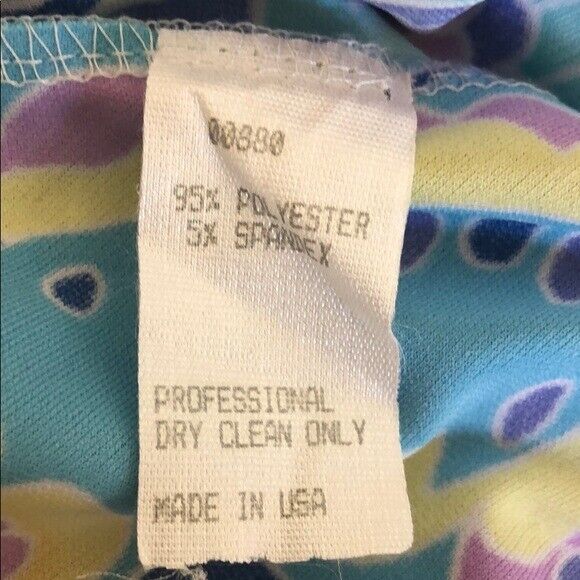 00880
95% POLYESTER
5% SPANDEX
PROFESSIONAL
DRY CLEAN ONLY
MADE IN USA